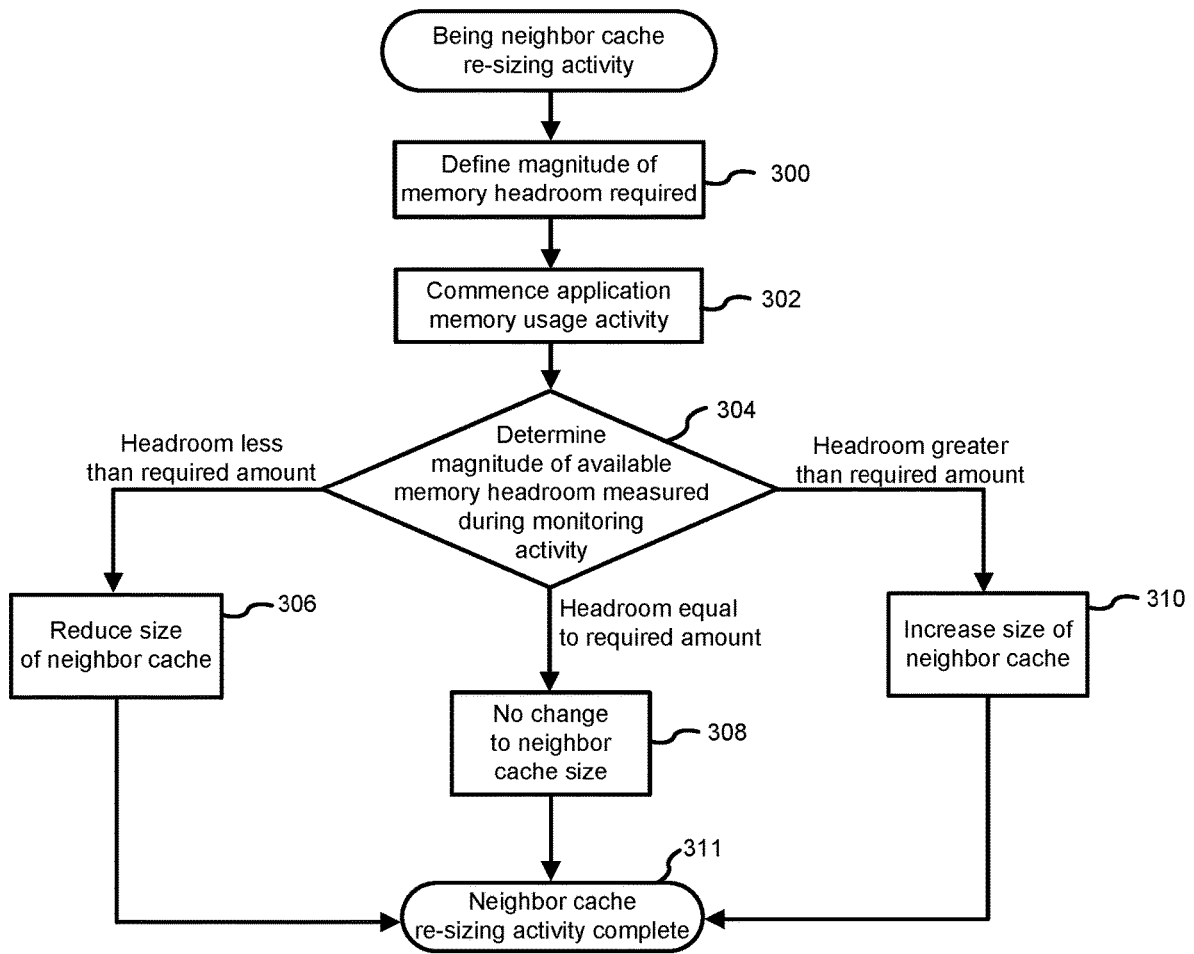 Being neighbor cache
re-sizing activity
Define magnitude of
memory headroom required
300
Commence application
memory usage activity
302
304
Determine
magnitude of available
memory headroom measured
during monitoring
activity
Headroom less
than required amount
Headroom greater
than required amount
Headroom equal
to required amount
Reduce size
of neighbor cache
306
No change
to neighbor
cache size
308
Increase size of
neighbor cache
310
311
Neighbor cache
re-sizing activity complete